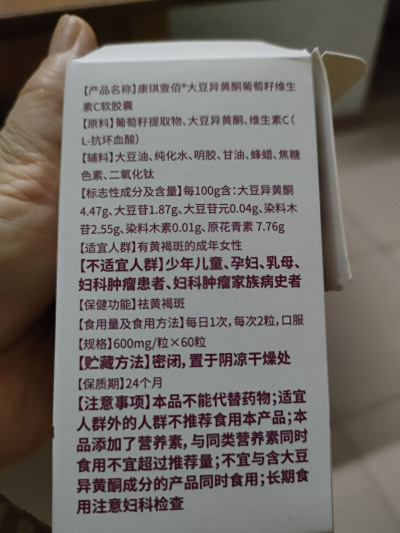 【产品名称】康琪壹佰®大豆异黄酮葡萄籽维生
素C软胶囊
【原料】葡萄籽提取物、大豆异黄酮、维生素C(
L-抗坏血酸)
【辅料】大豆油、纯化水、明胶、甘油、蜂蜡、焦糖
色素、二氧化钛
【标志性成分及含量】每100g含:大豆异黄酮
4.47g、大豆苷1.87g、大豆苷元0.04g、染料木
苷2.55g、染料木素0.01g、原花青素 7.76g
【适宜人群】有黄褐斑的成年女性
【不适宜人群】少年儿童、孕妇、乳母、
妇科肿瘤患者、妇科肿瘤家族病史者
【保健功能】祛黄褐斑
【食用量及食用方法】每日1次,每次2粒,口服
【规格】600mg/粒×60粒
【贮藏方法】密闭,置于阴凉干燥处
【保质期】24个月
【注意事项】本品不能代替药物;适宜
人群外的人群不推荐食用本产品;本
品添加了营养素,与同类营养素同时
食用不宜超过推荐量;不宜与含大豆
异黄酮成分的产品同时食用;长期食
用注意妇科检查